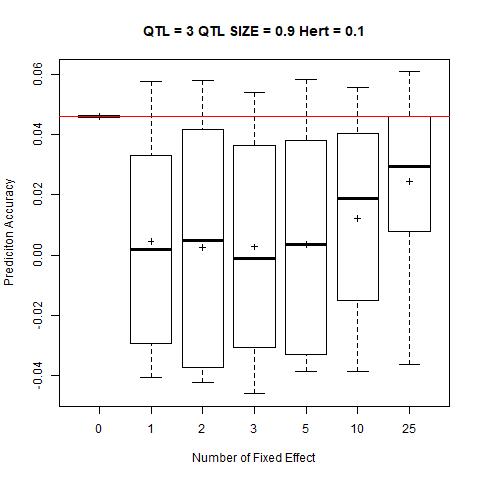 QTL = 3 QTL SIZE = 0.9 Hert = 0.1
0.06
0.04
0.02
0.00
-0.02
-0.04
Prediciton Accuracy
0 1 2 3 5 10 25
Number of Fixed Effect